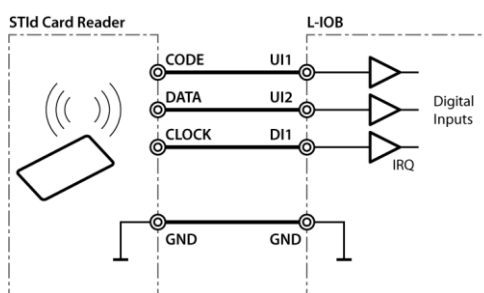 STId Card Reader
L-IOB
CODE
UI1
DATA
UI2
Digital
Inputs
CLOCK
DI1
IRQ
GND
GND